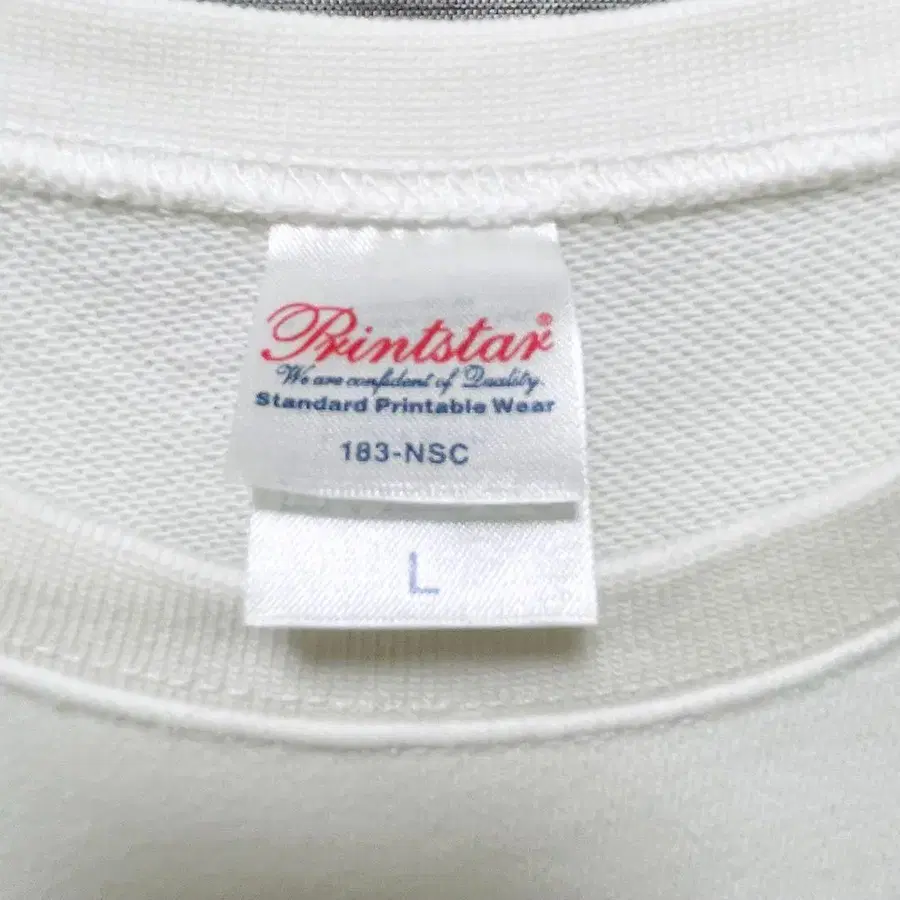 Printstar®
We are confident of Quality
Standard Printable Wear
183-NSC
L